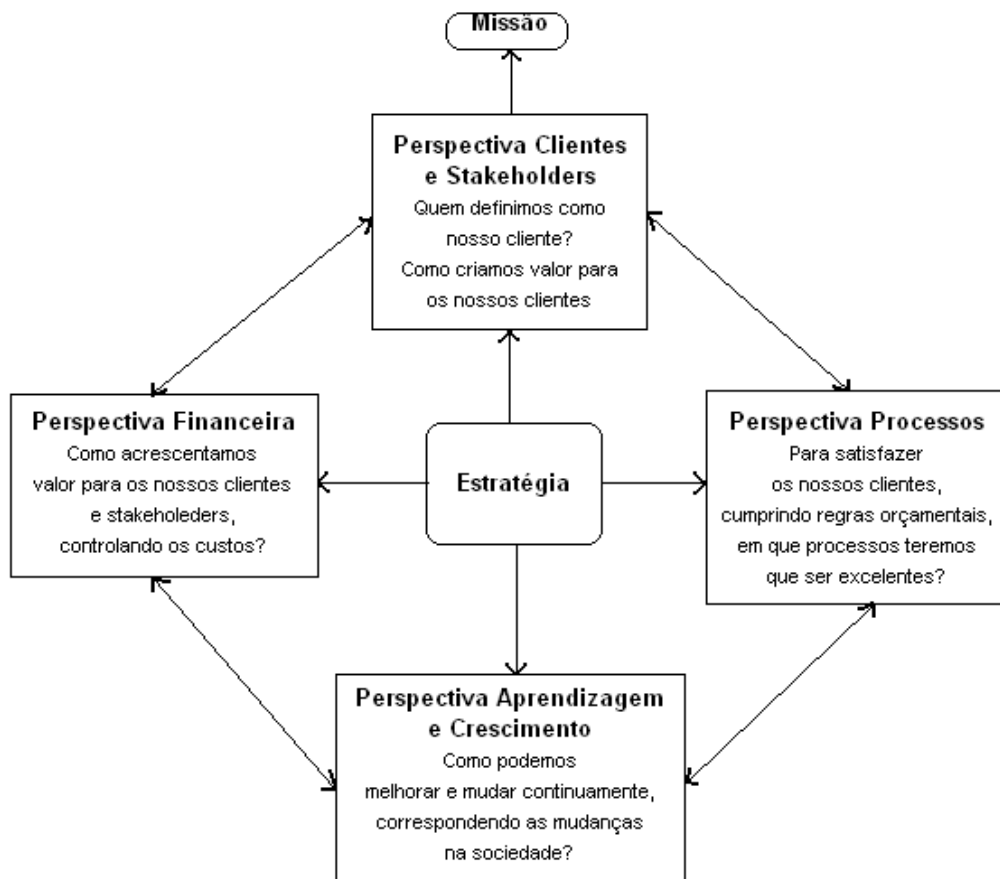 Missão
Perspectiva Clientes
e Stakeholders
Quem definimos como
nosso cliente?
Como criamos valor para
os nossos clientes
Perspectiva Financeira
Como acrescentamos
valor para os nossos clientes
e stakeholeders,
controlando os custos?
Estratégia
Perspectiva Processos
Para satisfazer
os nossos clientes,
cumprindo regras orçamentais,
em que processos teremos
que ser excelentes?
Perspectiva Aprendizagem
e Crescimento
Como podemos
melhorar e mudar continuamente,
correspondendo as mudanças
na sociedade?